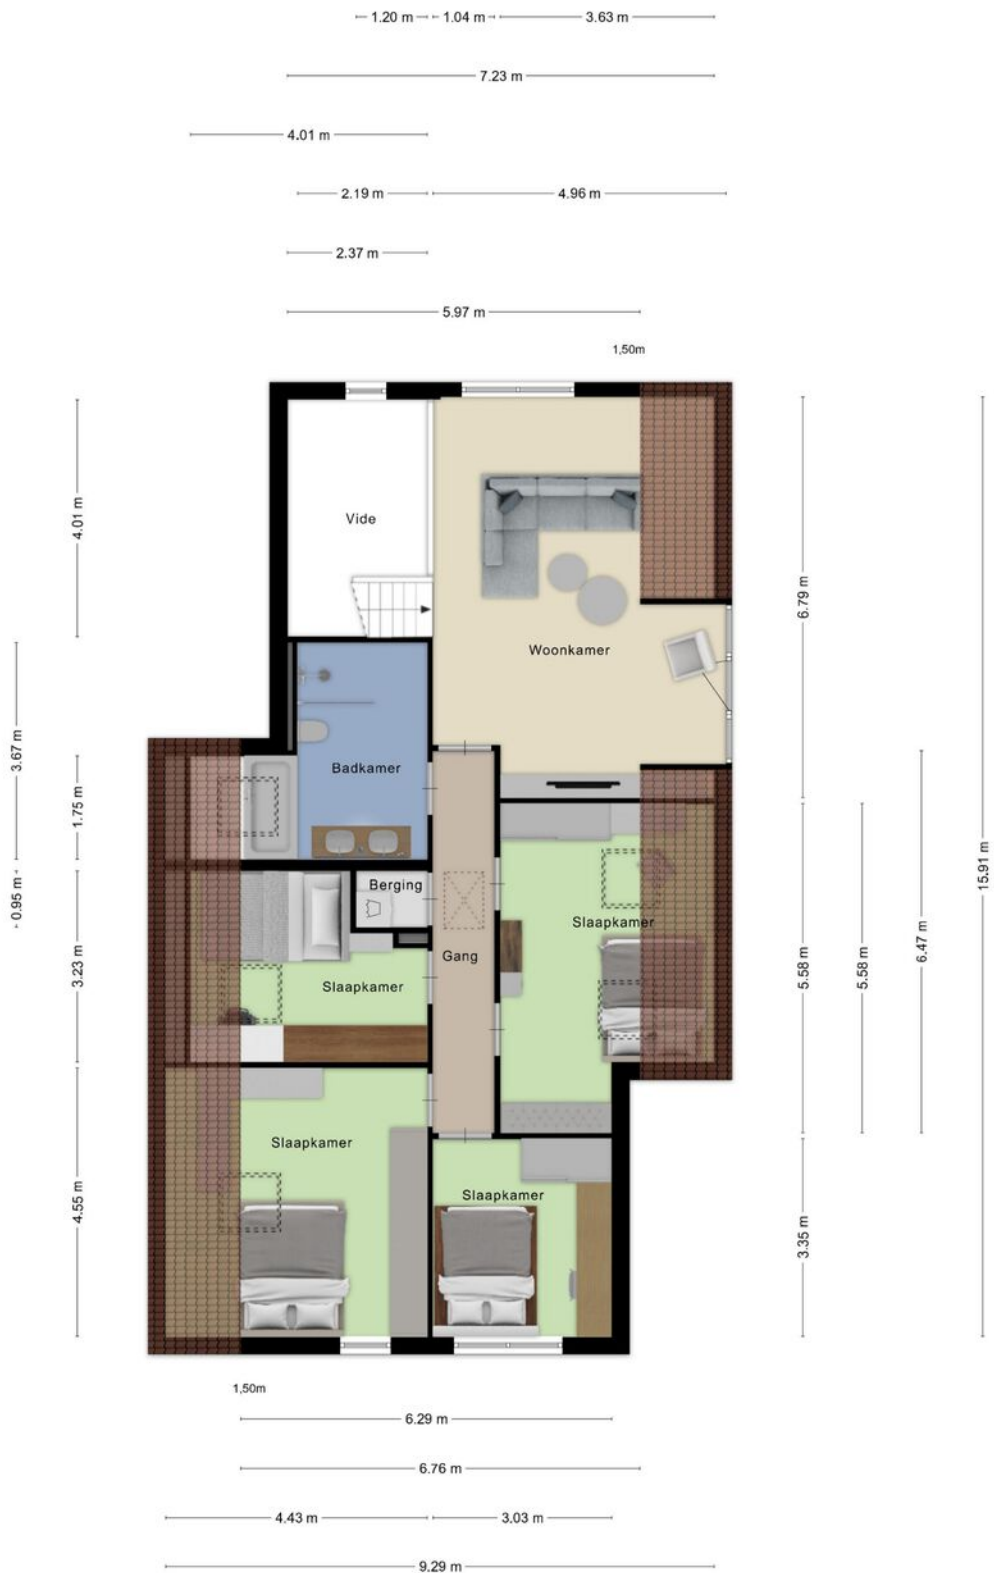 1.20 m 1.04 m 3.63 m
7.23 m
4.01 m
2.19 m 4.96 m
2.37 m
5.97 m
1,50m
4.01 m
Vide
6.79 m
Woonkamer
3.67 m
1.75 m
Badkamer
15.91 m
0.95 m
Berging
Slaapkamer
Gang
3.23 m
Slaapkamer
5.58 m
5.58 m
6.47 m
Slaapkamer
Slaapkamer
4.55 m
3.35 m
1,50m
6.29 m
6.76 m
4.43 m 3.03 m
9.29 m